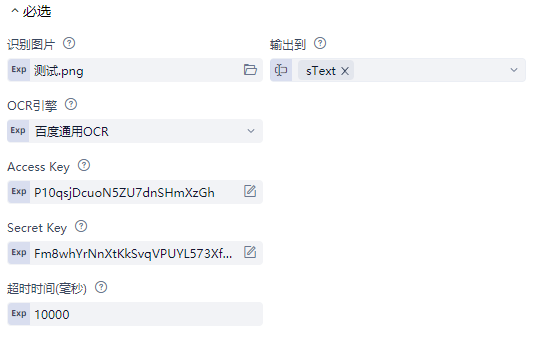 必选
识别图片 ?
输出到 ?
Exp 测试.png
sText X
OCR引擎 ?
Exp 百度通用OCR
Access Key ?
Exp P10qsjDcuoN5ZU7dnSHmXzGh
Secret Key ?
Exp Fm8whYrNnXtKkSvqVPUYL573Xf...
超时时间(毫秒) ?
Exp 10000